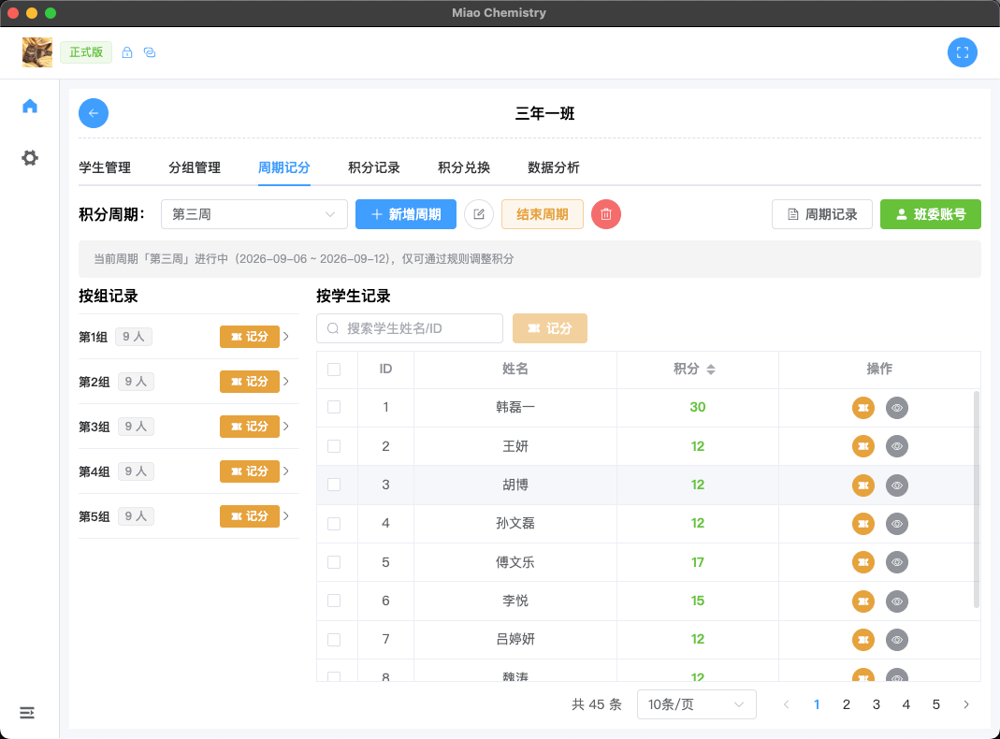 Miao Chemistry
正式版
三年一班
学生管理 分组管理 周期记分 积分记录 积分兑换 数据分析
积分周期： 第三周 新增周期 结束周期 周期记录 班委账号
当前周期「第三周」进行中（2026-09-06 ~ 2026-09-12），仅可通过规则调整积分
按组记录
第1组 9 人 记分
第2组 9 人 记分
第3组 9 人 记分
第4组 9 人 记分
第5组 9 人 记分
按学生记录
搜索学生姓名/ID 记分
ID 姓名 积分 操作
1 韩磊一 30
2 王妍 12
3 胡博 12
4 孙文磊 12
5 傅文乐 17
6 李悦 15
7 吕婷妍 12
8 魏涛 12
共 45 条 10条/页 1 2 3 4 5